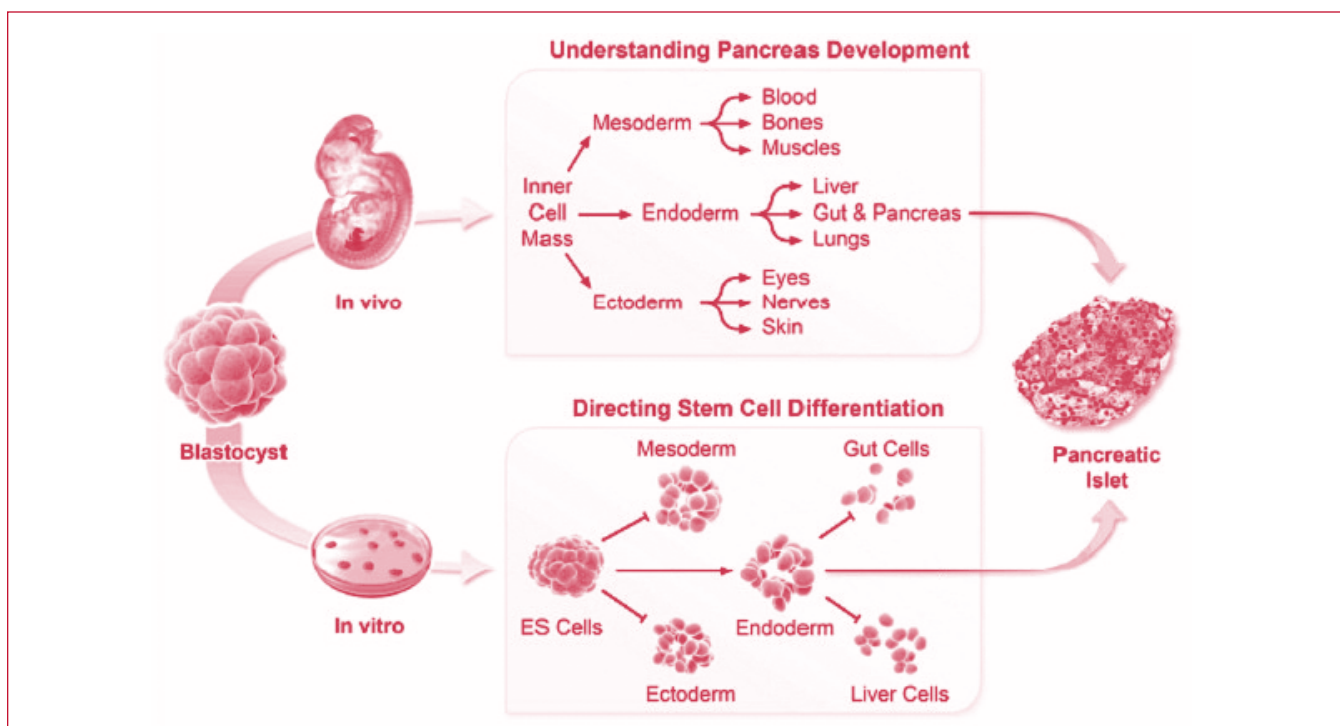 Understanding Pancreas Development
Blood
Mesoderm
Bones
Muscles
Inner
Cell
Mass
Liver
Endoderm
Gut & Pancreas
Lungs
Eyes
Ectoderm
Nerves
Skin
In vivo
Blastocyst
Directing Stem Cell Differentiation
Mesoderm
Gut Cells
ES Cells
Endoderm
Ectoderm
Liver Cells
In vitro
Pancreatic
Islet